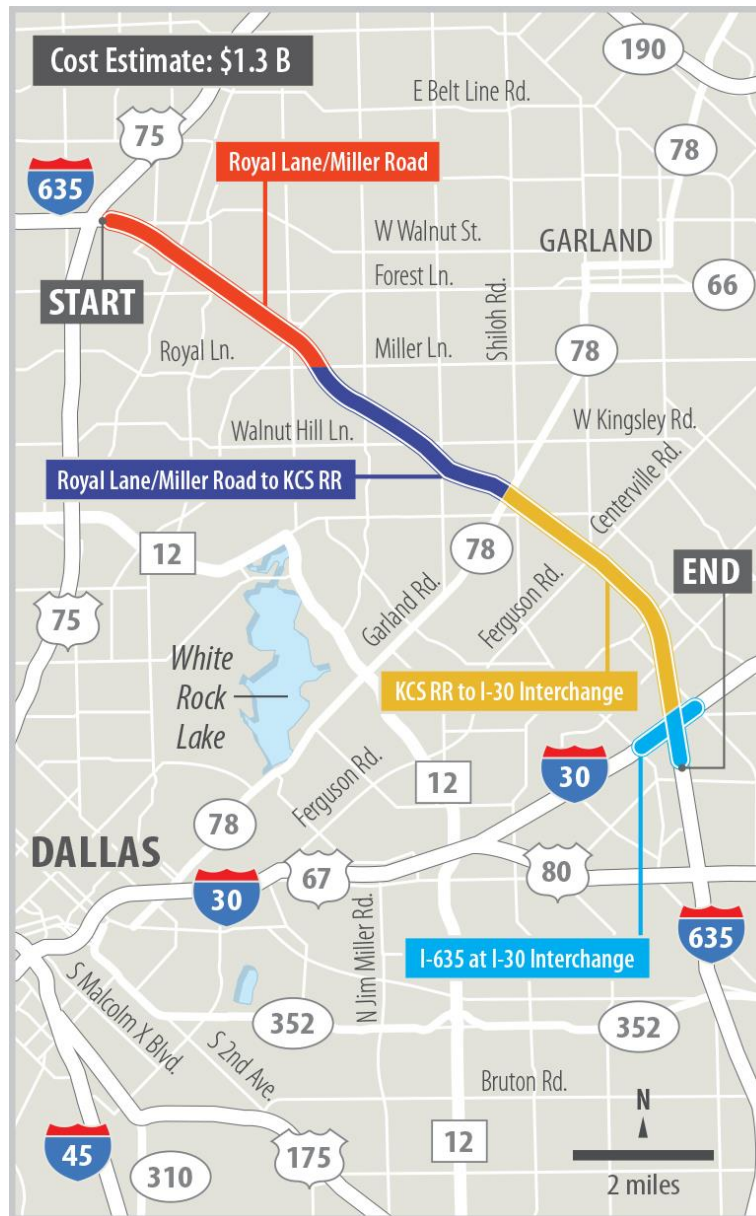 Cost Estimate: $1.3 B
190
E Belt Line Rd.
75
78
Royal Lane/Miller Road
635
W Walnut St.
GARLAND
Forest Ln.
66
START
Shiloh Rd.
Royal Ln.
Miller Ln.
78
W Kingsley Rd.
Walnut Hill Ln.
Centerville Rd.
Royal Lane/Miller Road to KCS RR
12
78
END
Garland Rd.
Ferguson Rd.
75
White
Rock
Lake
KCS RR to I-30 Interchange
30
12
Ferguson Rd.
78
DALLAS
67
80
30
N Jim Miller Rd.
635
I-635 at I-30 Interchange
S Malcolm X Blvd.
352
352
S 2nd Ave.
Bruton Rd.
N
45
310
175
12
2 miles